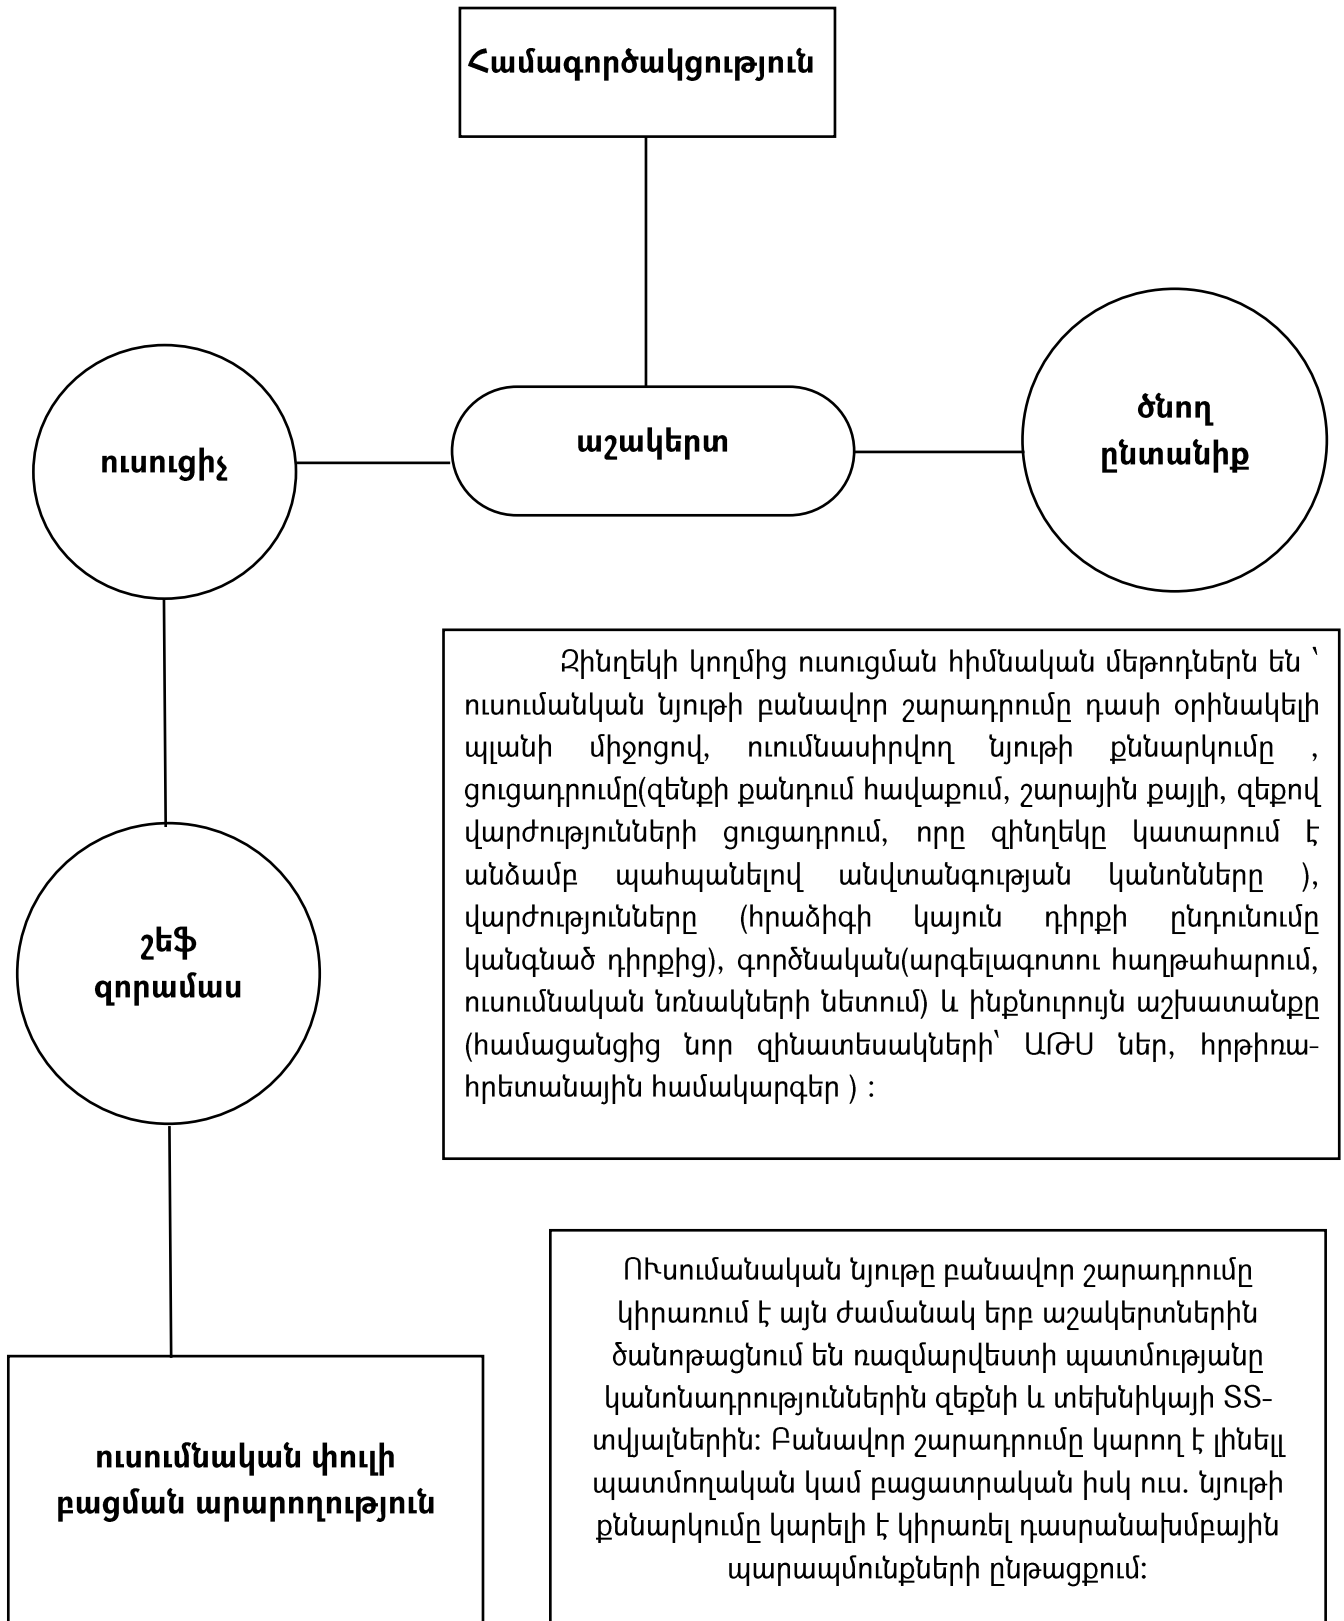 Համագործակցություն
ուսուցիչ
աշակերտ
ծնող
ընտանիք
Զինղեկի կողմից ուսուցման հիմնական մեթոդներն են ՝
ուսումանկան նյութի բանավոր շարադրումը դասի օրինակելի
պլանի միջոցով, ուումնասիրվող նյութի քննարկումը ,
ցուցադրումը(զենքի քանդում հավաքում, շարային քայլի, զեքով
վարժությունների ցուցադրում, որը զինղեկը կատարում է
անձամբ պահպանելով անվտանգության կանոնները ),
վարժությունները (հրաձիգի կայուն դիրքի ընդունումը
կանգնած դիրքից), գործնական(արգելագոտու հաղթահարում,
ուսումնական նռնակների նետում) և ինքնուրույն աշխատանքը
(համացանցից նոր զինատեսակների՝ ԱԹՍ ներ, հրթիռա-
հրետանային համակարգեր ) :
շեֆ
զորամաս
ՈՒսումանական նյութը բանավոր շարադրումը
կիրառում է այն ժամանակ երբ աշակերտներին
ծանոթացնում են ռազմարվեստի պատմությանը
կանոնադրություններին զեքնի և տեխնիկայի ՏՏ-
տվյալներին: Բանավոր շարադրումը կարող է լինելլ
պատմողական կամ բացատրական իսկ ուս. նյութի
քննարկումը կարելի է կիրառել դասրանախմբային
պարապմունքների ընթացքում:
ուսումնական փուլի
բացման արարողություն